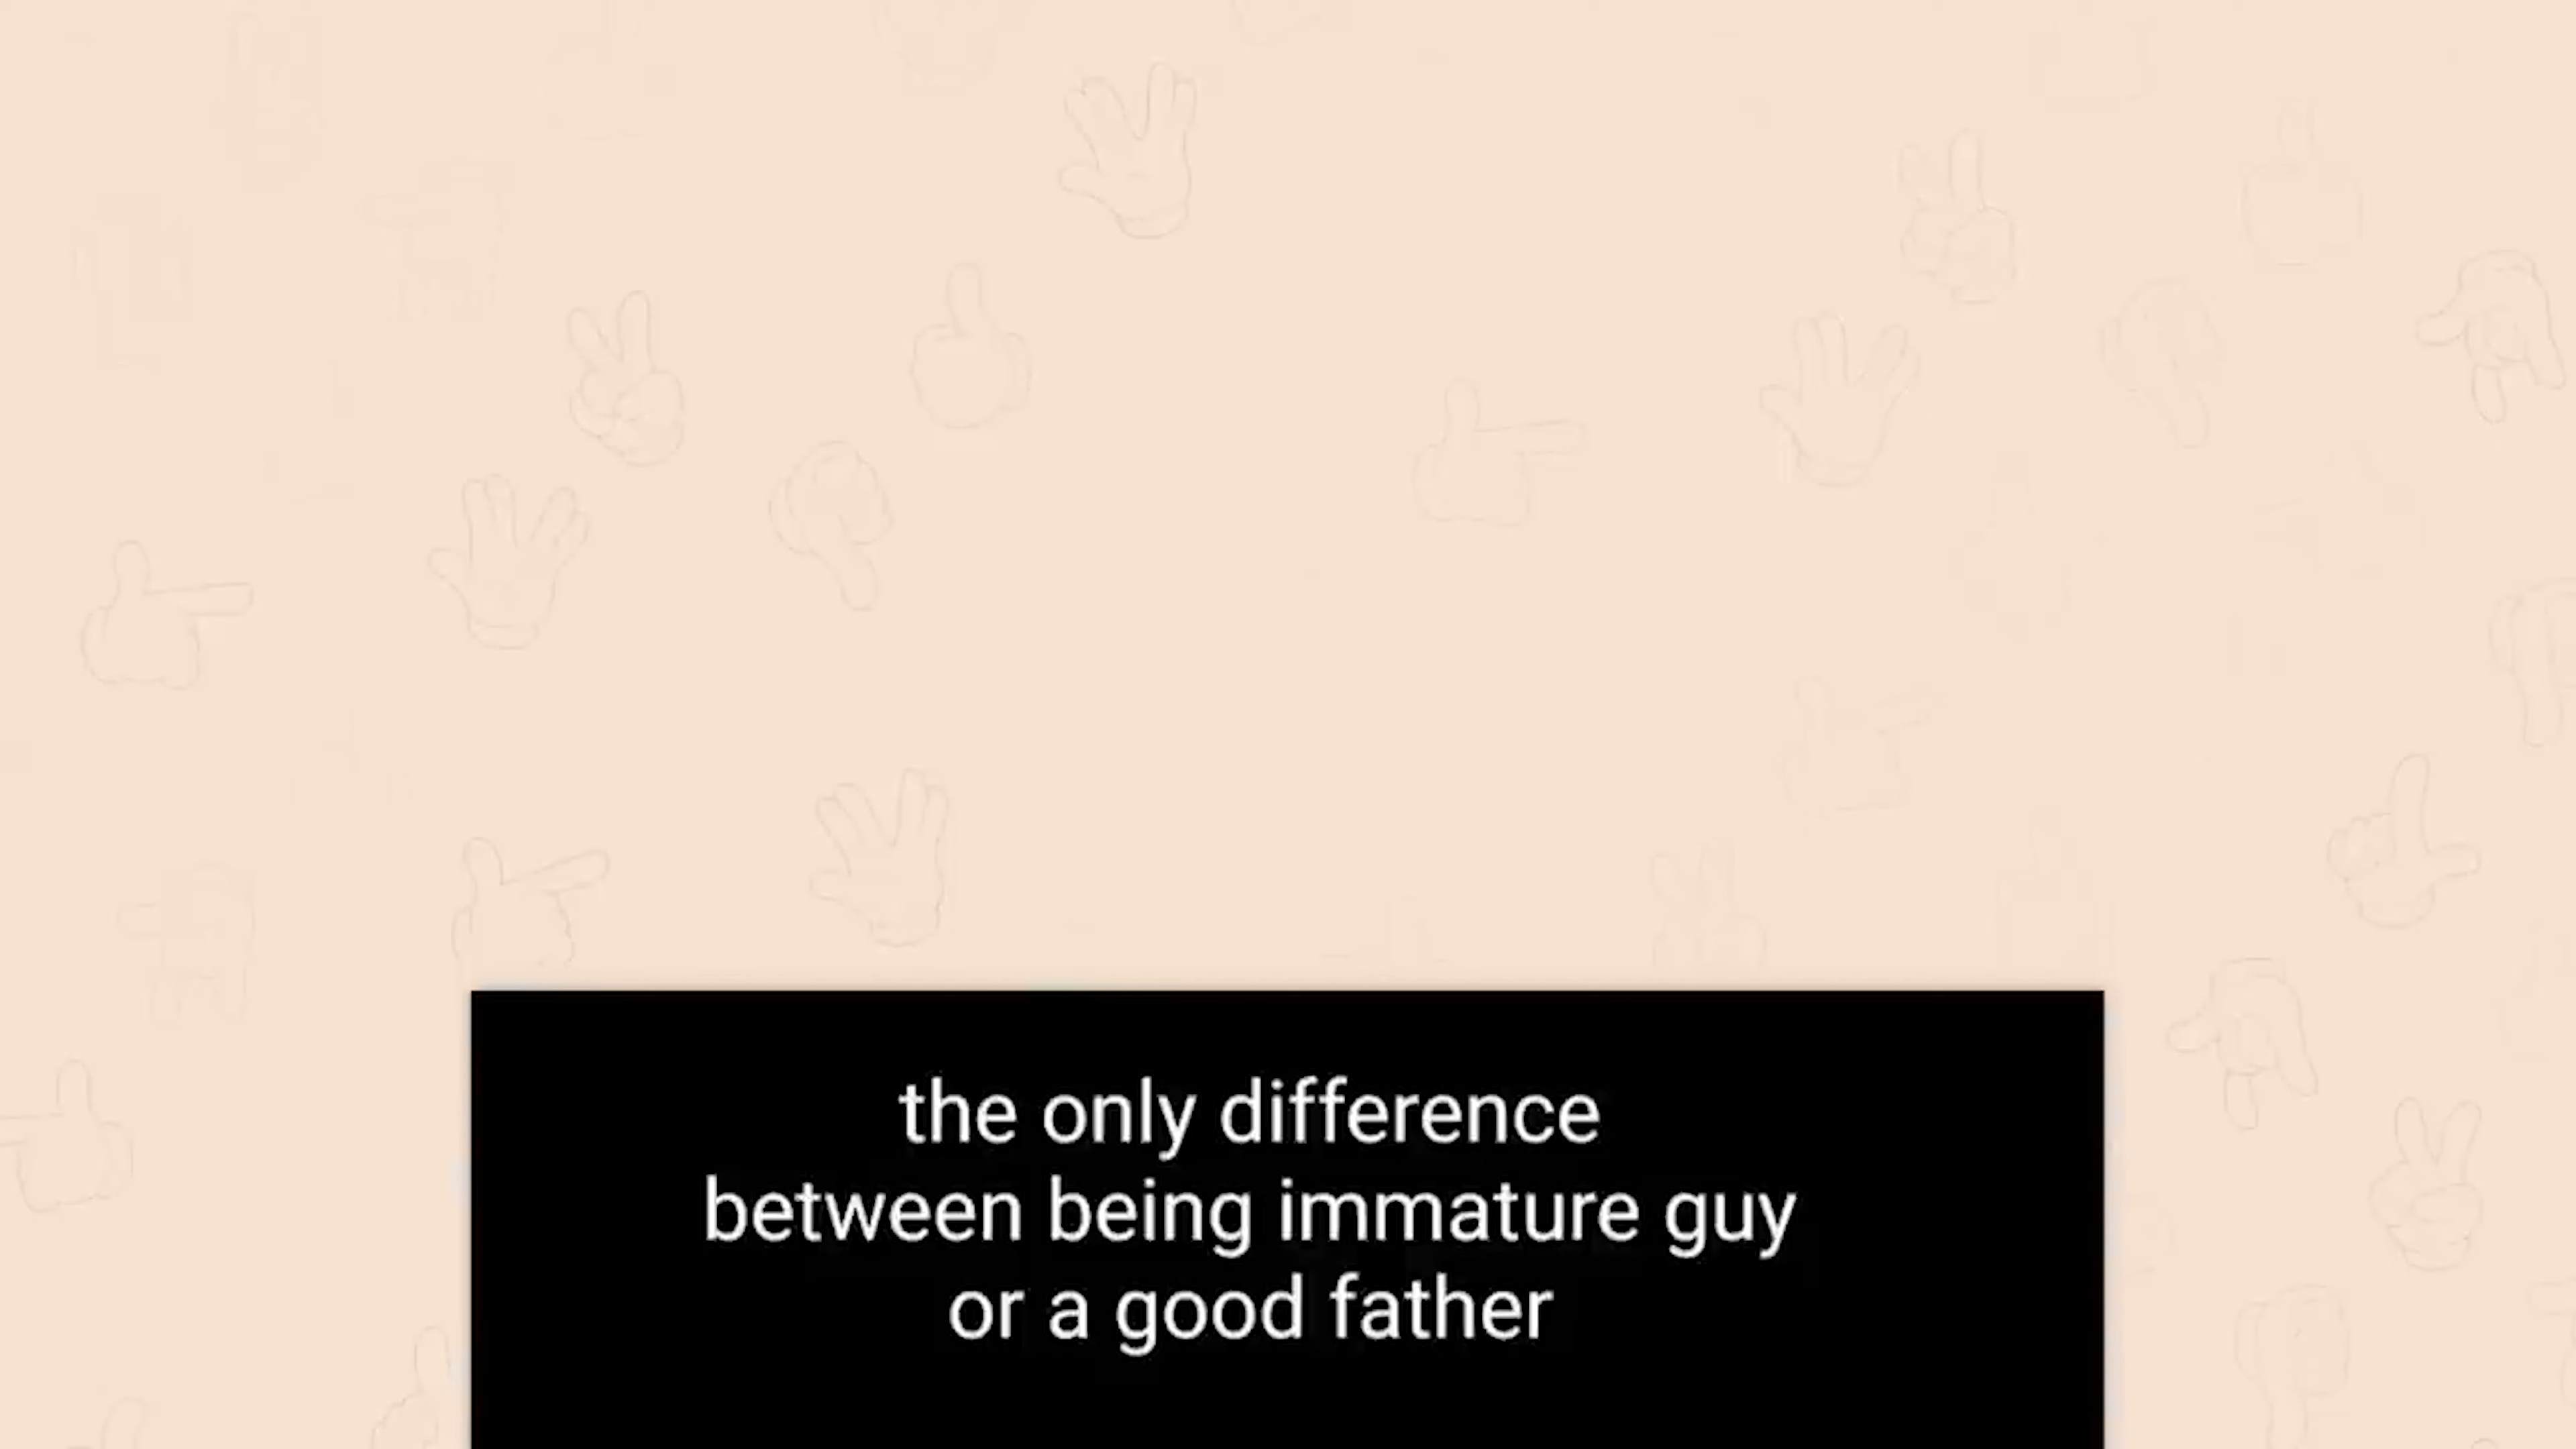 the only difference
between being immature guy
or a good father